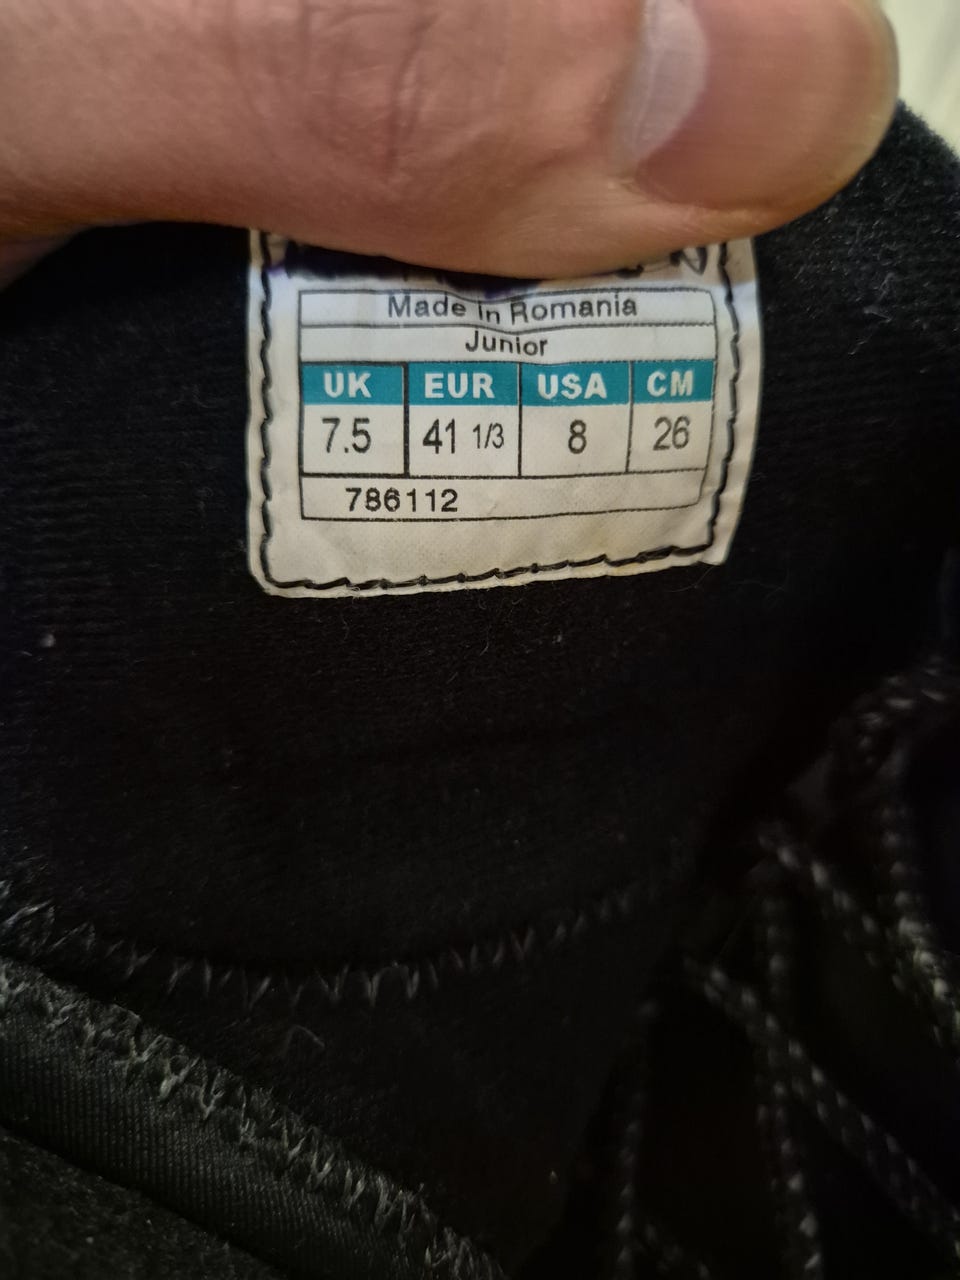 Made in Romania
Junior
UK EUR USA CM
7.5 41 1/3 8 26
786112